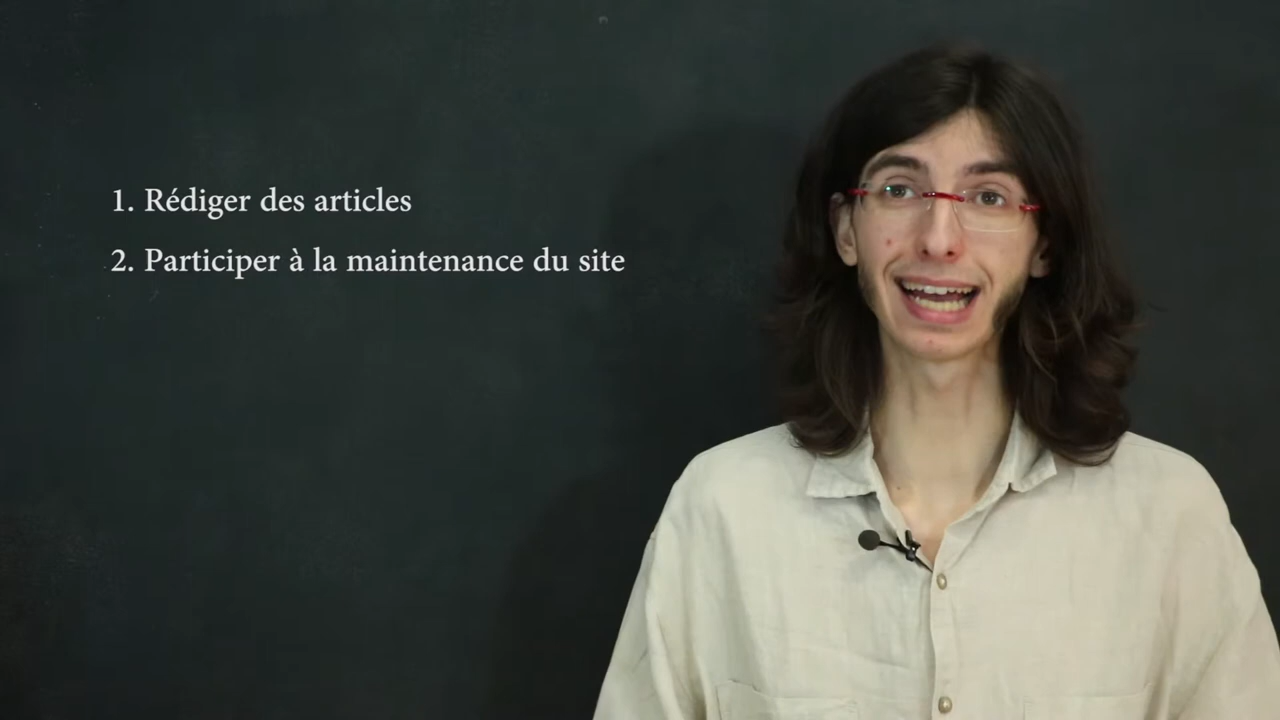 1. Rédiger des articles
2. Participer à la maintenance du site